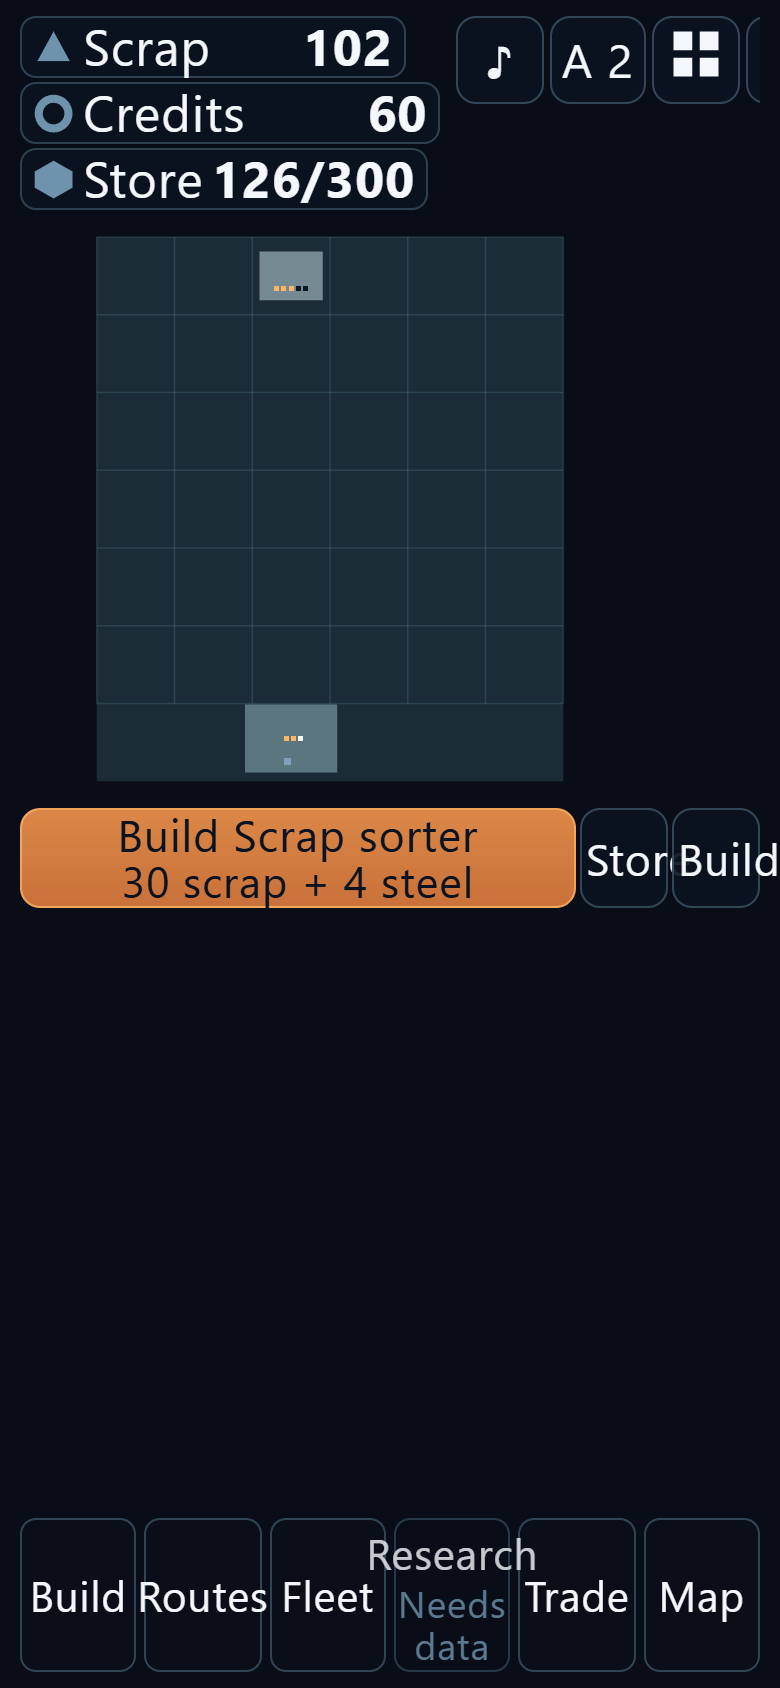 Scrap 102
Credits 60
Store 126/300
A 2
Build Scrap sorter
30 scrap + 4 steel
Store
Build
Build
Routes
Fleet
Research
Needs
data
Trade
Map